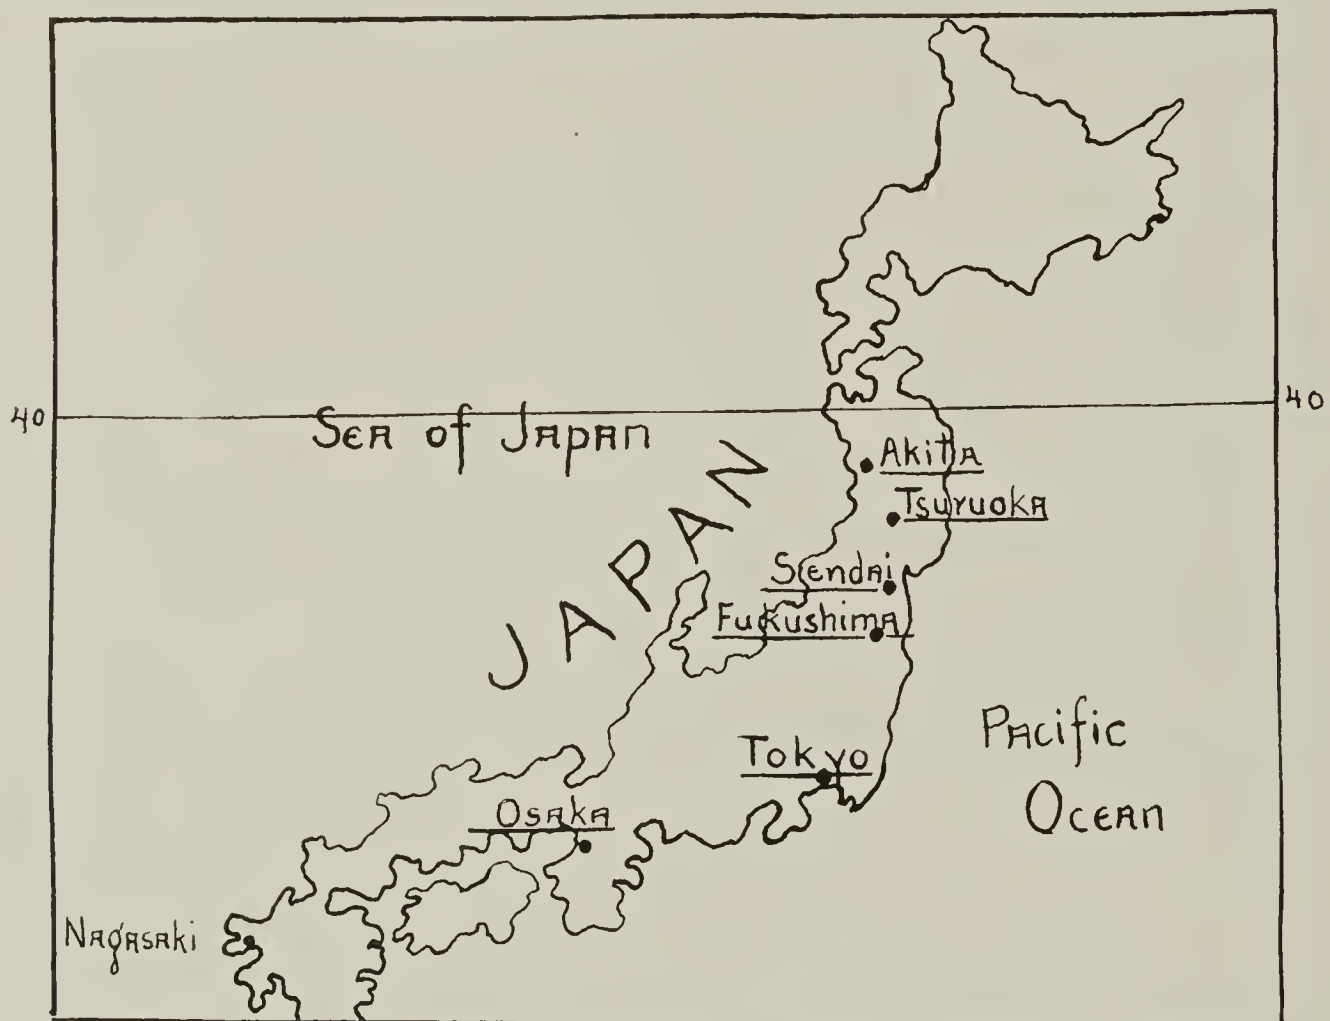 40
40
Sea of Japan
JAPAN
Akita
Tsuruoka
Sendai
Fukushima
Pacific
Ocean
Tokyo
Osaka
Nagasaki